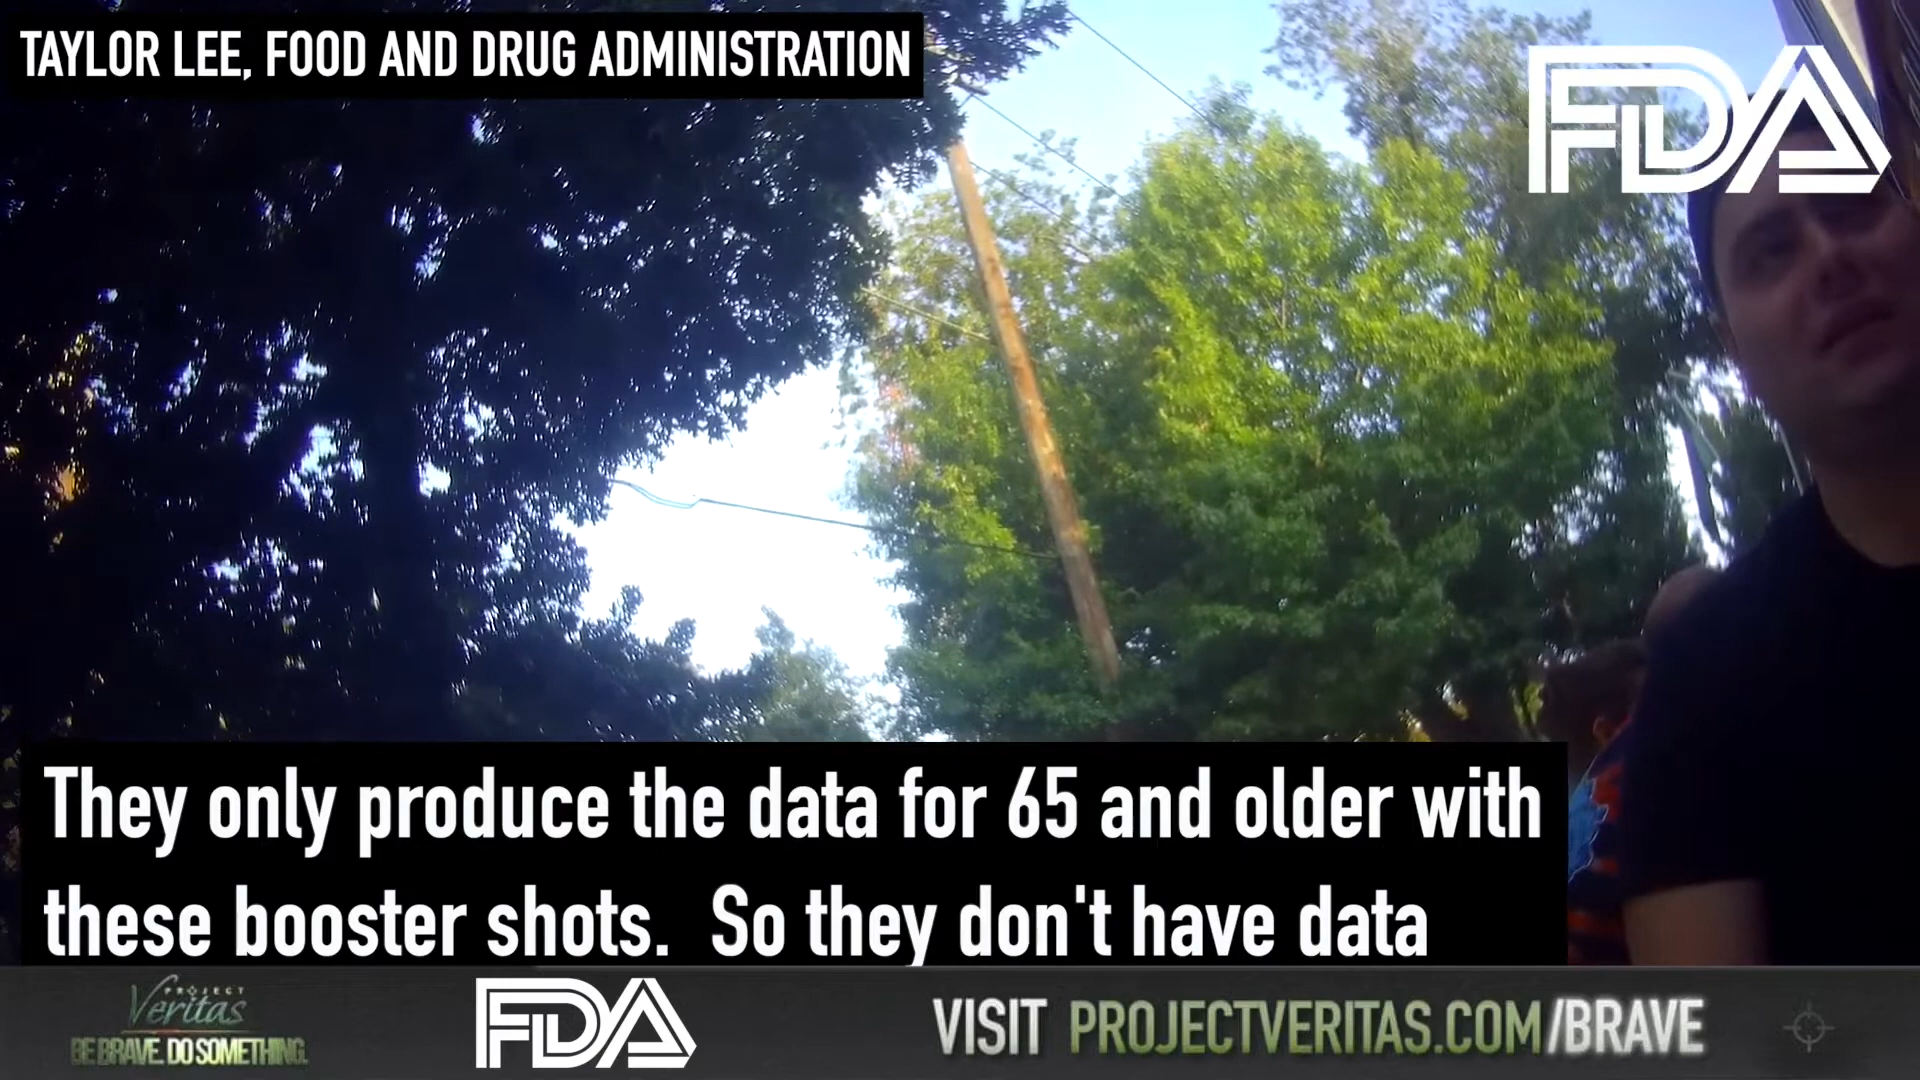 TAYLOR LEE, FOOD AND DRUG ADMINISTRATION
FDA
They only produce the data for 65 and older with
these booster shots.  So they don't have data
PROJECT
Veritas
BE BRAVE. DO SOMETHING.
FDA
VISIT PROJECTVERITAS.COM/BRAVE